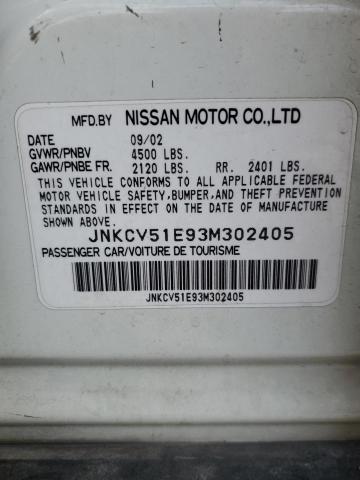 MFD.BY NISSAN MOTOR CO.,LTD
DATE 09/02
GVWR/PNBV 4500 LBS.
GAWR/PNBE FR. 2120 LBS. RR. 2401 LBS.
THIS VEHICLE CONFORMS TO ALL APPLICABLE FEDERAL
MOTOR VEHICLE SAFETY,BUMPER,AND THEFT PREVENTION
STANDARDS IN EFFECT ON THE DATE OF MANUFACTURE
SHOWN ABOVE.
JNKCV51E93M302405
PASSENGER CAR/VOITURE DE TOURISME
JNKCV51E93M302405